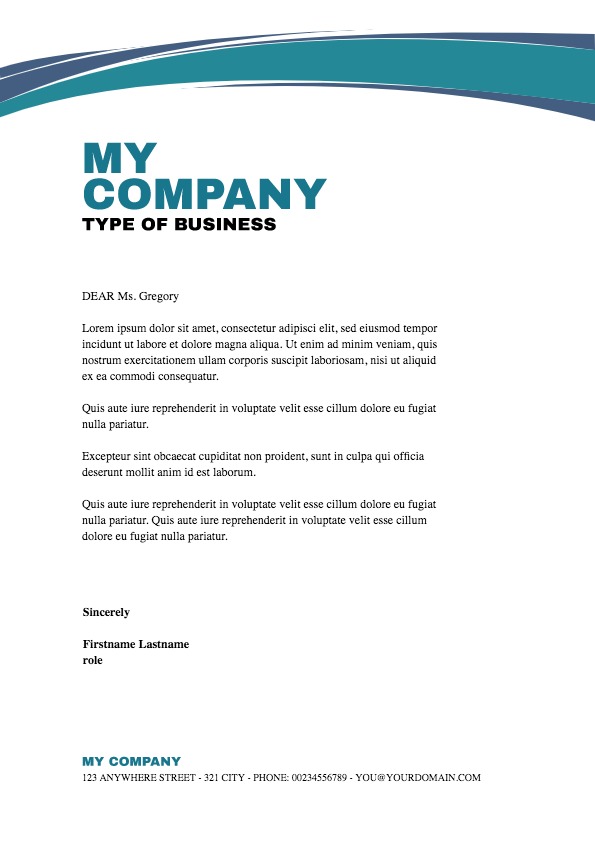 MY
COMPANY
TYPE OF BUSINESS
DEAR Ms. Gregory
Lorem ipsum dolor sit amet, consectetur adipisci elit, sed eiusmod tempor
incidunt ut labore et dolore magna aliqua. Ut enim ad minim veniam, quis
nostrum exercitationem ullam corporis suscipit laboriosam, nisi ut aliquid
ex ea commodi consequatur.
Quis aute iure reprehenderit in voluptate velit esse cillum dolore eu fugiat
nulla pariatur.
Excepteur sint obcaecat cupiditat non proident, sunt in culpa qui officia
deserunt mollit anim id est laborum.
Quis aute iure reprehenderit in voluptate velit esse cillum dolore eu fugiat
nulla pariatur. Quis aute iure reprehenderit in voluptate velit esse cillum
dolore eu fugiat nulla pariatur.
Sincerely
Firstname Lastname
role
MY COMPANY
123 ANYWHERE STREET - 321 CITY - PHONE: 00234556789 - YOU@YOURDOMAIN.COM